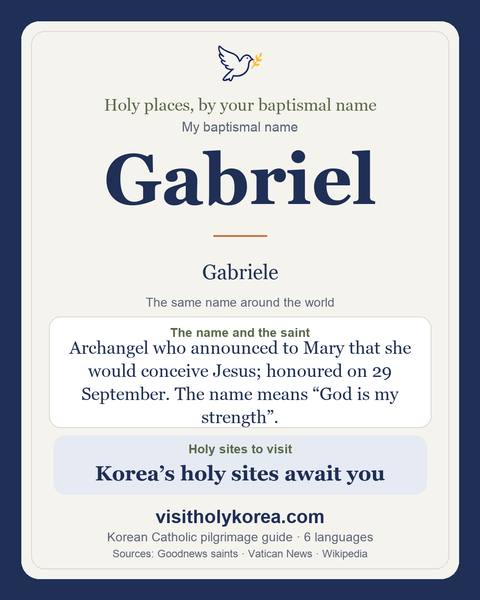 Holy places, by your baptismal name
My baptismal name
Gabriel
Gabriele
The same name around the world
The name and the saint
Archangel who announced to Mary that she
would conceive Jesus; honoured on 29
September. The name means “God is my
strength”.
Holy sites to visit
Korea’s holy sites await you
visitholykorea.com
Korean Catholic pilgrimage guide · 6 languages
Sources: Goodnews saints · Vatican News · Wikipedia